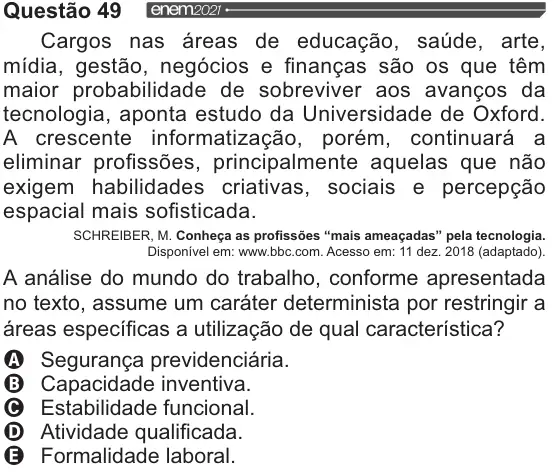 Questão 49 enem2021
Cargos nas áreas de educação, saúde, arte,
mídia, gestão, negócios e finanças são os que têm
maior probabilidade de sobreviver aos avanços da
tecnologia, aponta estudo da Universidade de Oxford.
A crescente informatização, porém, continuará a
eliminar profissões, principalmente aquelas que não
exigem habilidades criativas, sociais e percepção
espacial mais sofisticada.
SCHREIBER, M. Conheça as profissões “mais ameaçadas” pela tecnologia.
Disponível em: www.bbc.com. Acesso em: 11 dez. 2018 (adaptado).
A análise do mundo do trabalho, conforme apresentada
no texto, assume um caráter determinista por restringir a
áreas específicas a utilização de qual característica?
A Segurança previdenciária.
B Capacidade inventiva.
C Estabilidade funcional.
D Atividade qualificada.
E Formalidade laboral.